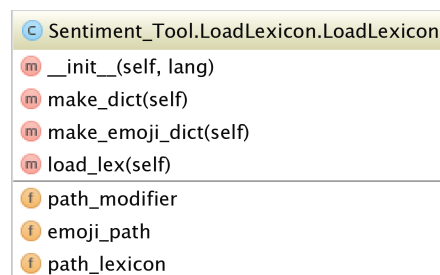 C Sentiment_Tool.LoadLexicon.LoadLexicon
m __init__(self, lang)
m make_dict(self)
m make_emoji_dict(self)
m load_lex(self)
f path_modifier
f emoji_path
f path_lexicon